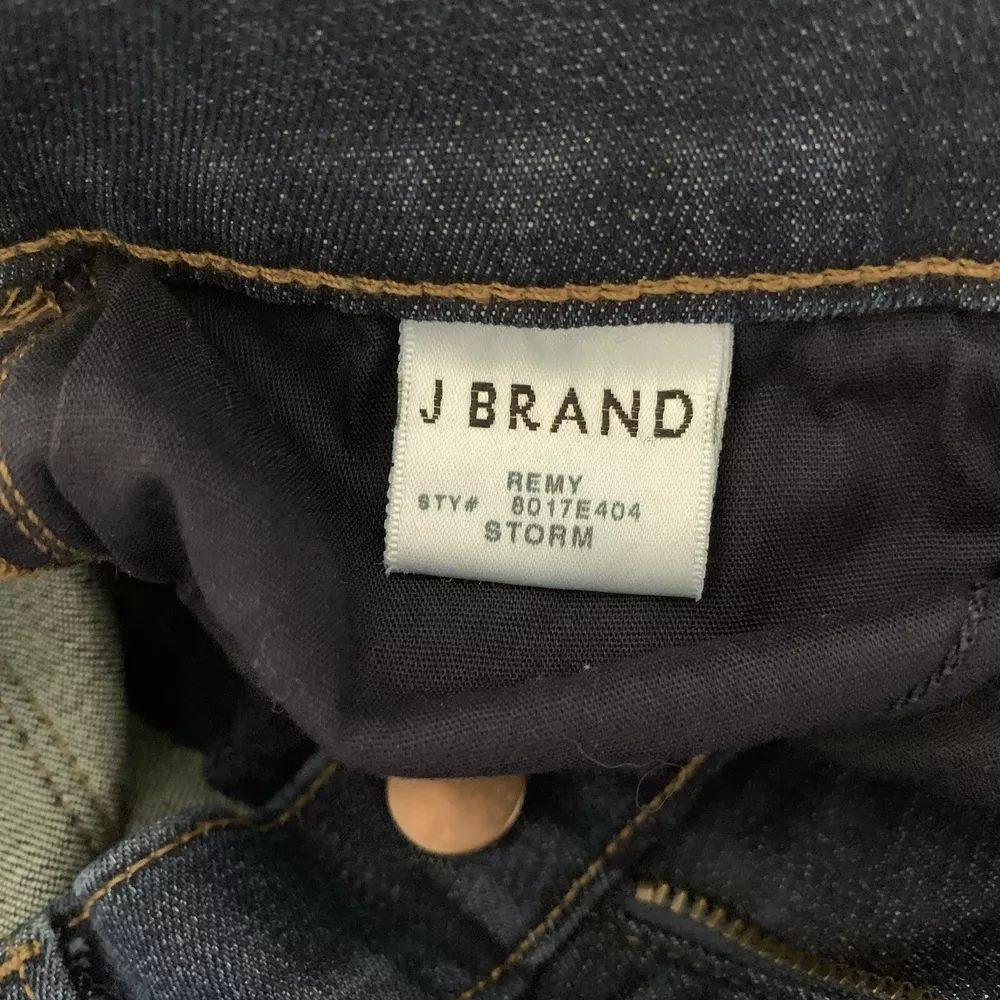 J BRAND
REMY
STY# 8017E404
STORM